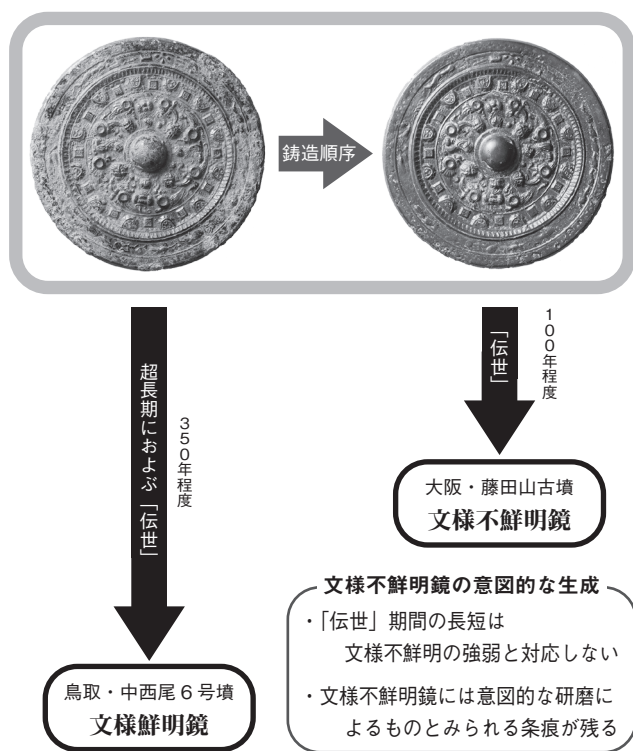 鋳造順序
超長期におよぶ「伝世」
350年程度
「伝世」
100年程度
大阪・藤田山古墳
文様不鮮明鏡
文様不鮮明鏡の意図的な生成
・「伝世」期間の長短は
文様不鮮明の強弱と対応しない
・文様不鮮明鏡には意図的な研磨に
よるものとみられる条痕が残る
鳥取・中西尾6号墳
文様鮮明鏡